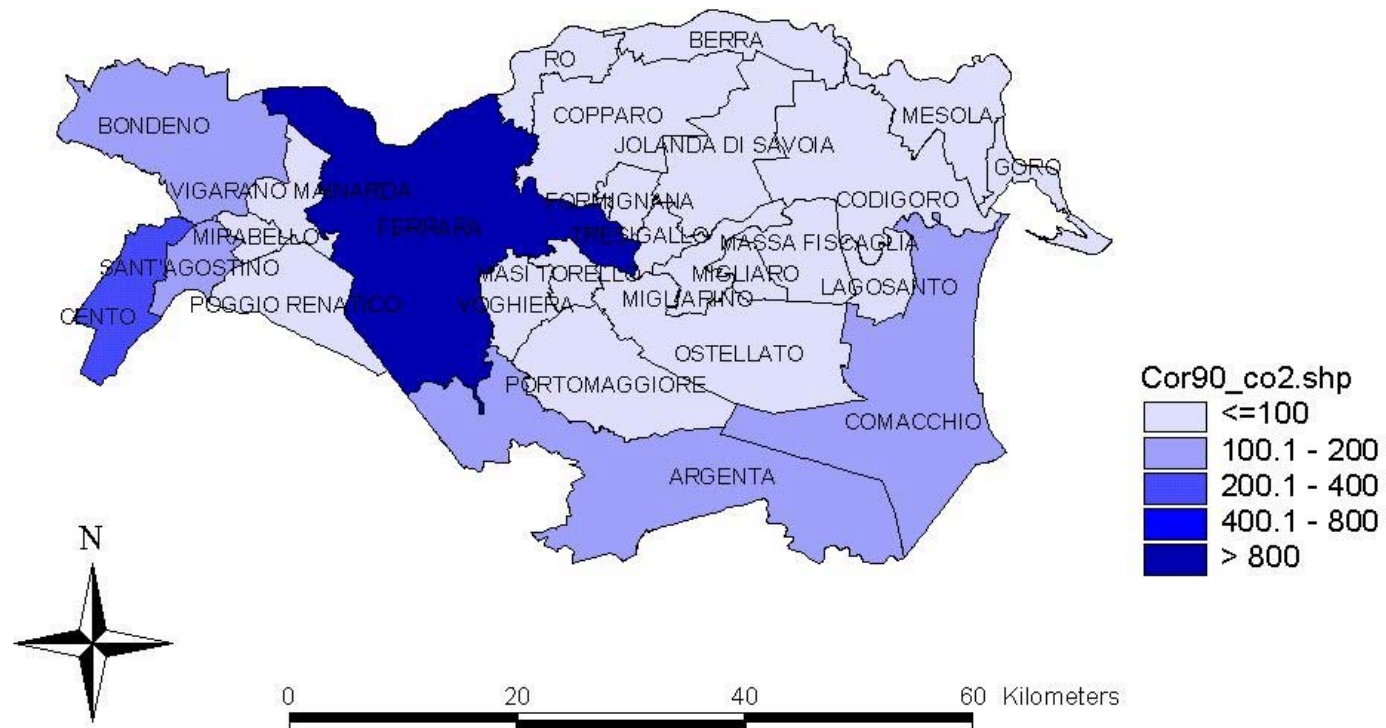 BERRA
RO
BONDENO
COPPARO
MESOLA
JOLANDA DI SAVOIA
GORO
VIGARANO MAINARDA
FORMIGNANA
CODIGORO
FERRARA
TRESIGALLO
MIRABELLO
MASSA FISCAGLIA
SANT'AGOSTINO
MASI TORELLO
MIGLIARO
LAGOSANTO
POGGIO RENATICO
VOGHIERA
MIGLIARINO
CENTO
OSTELLATO
PORTOMAGGIORE
COMACCHIO
ARGENTA
Cor90_co2.shp
<=100
100.1 - 200
200.1 - 400
400.1 - 800
> 800
N
0 20 40 60 Kilometers